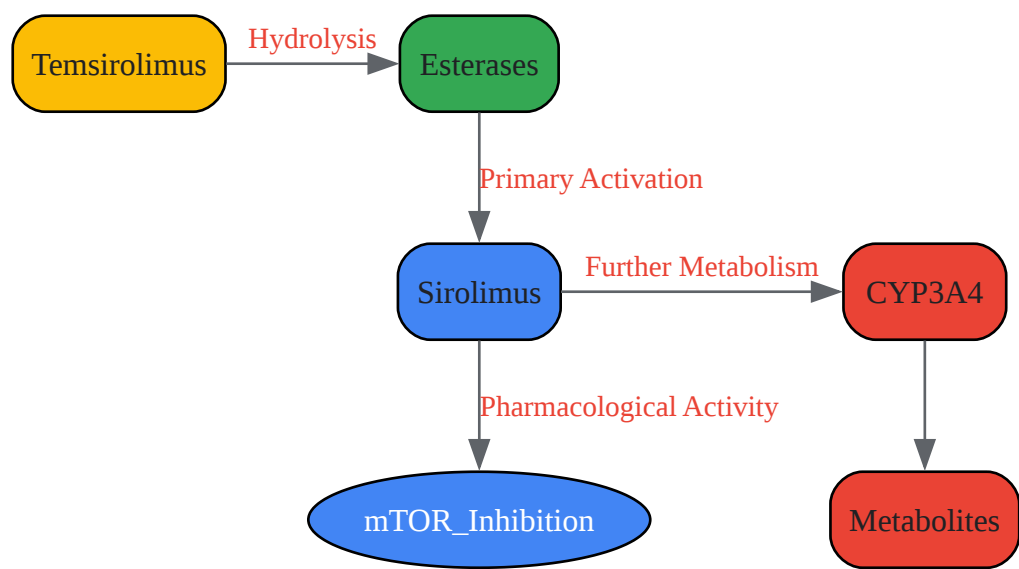 Temsirolimus
Hydrolysis
Esterases
Primary Activation
Sirolimus
Further Metabolism
CYP3A4
Pharmacological Activity
mTOR_Inhibition
Metabolites